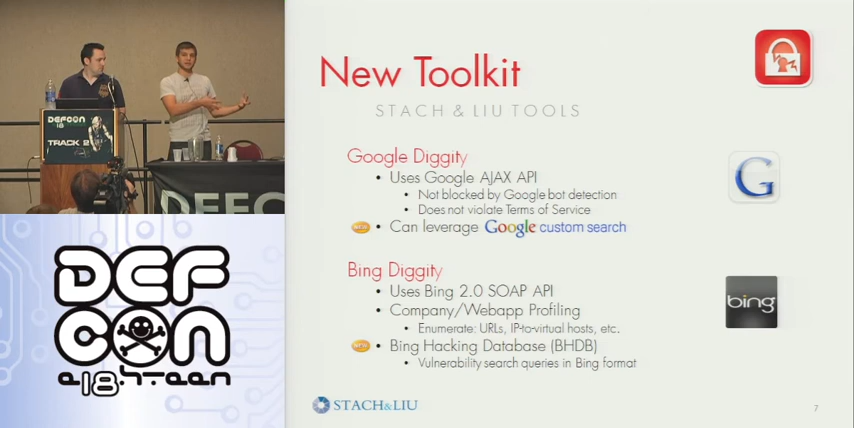 DEFCON
18
TRACK 2
DEFC
DEF
CON
e18h-teen
New Toolkit
STACH & LIU TOOLS
Google Diggity
• Uses Google AJAX API
• Not blocked by Google bot detection
• Does not violate Terms of Service
NEW • Can leverage Google custom search
G
Bing Diggity
• Uses Bing 2.0 SOAP API
• Company/Webapp Profiling
• Enumerate: URLs, IP-to-virtual hosts, etc.
NEW • Bing Hacking Database (BHDB)
• Vulnerability search queries in Bing format
bing
STACH&LIU
7